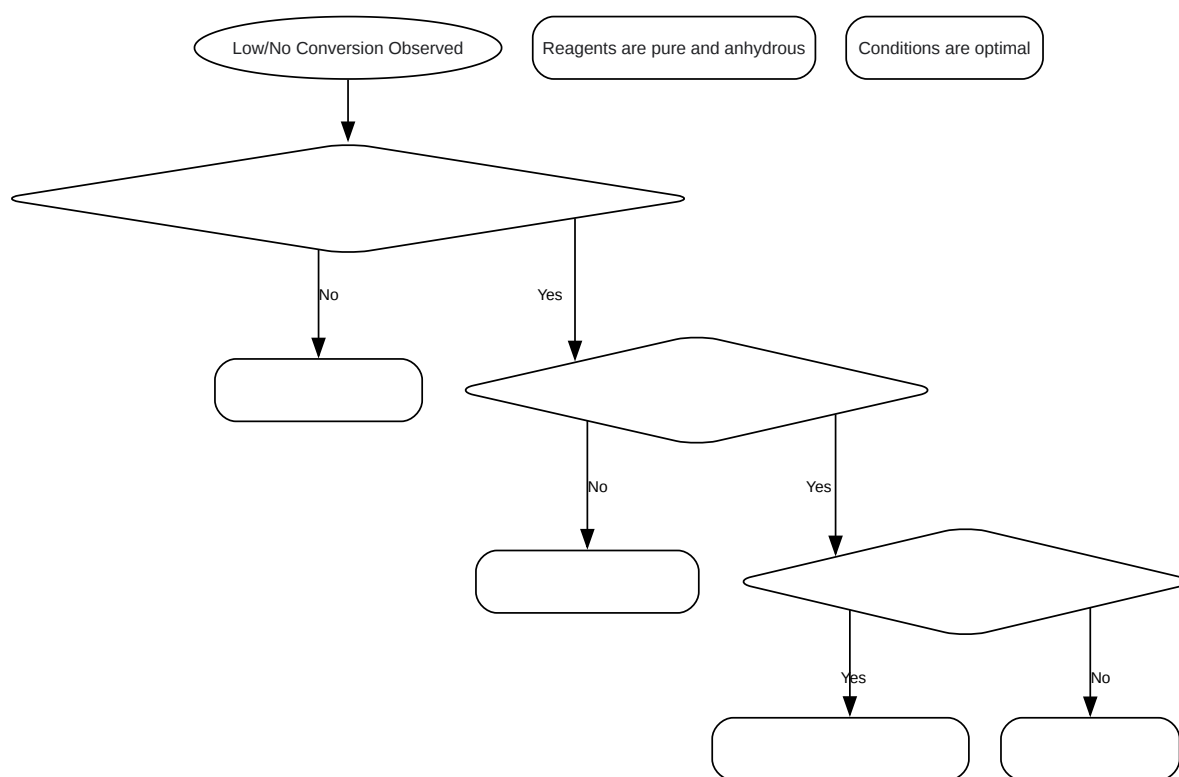 Low/No Conversion Observed
Reagents are pure and anhydrous
Conditions are optimal
No
Yes
No
Yes
Yes
No